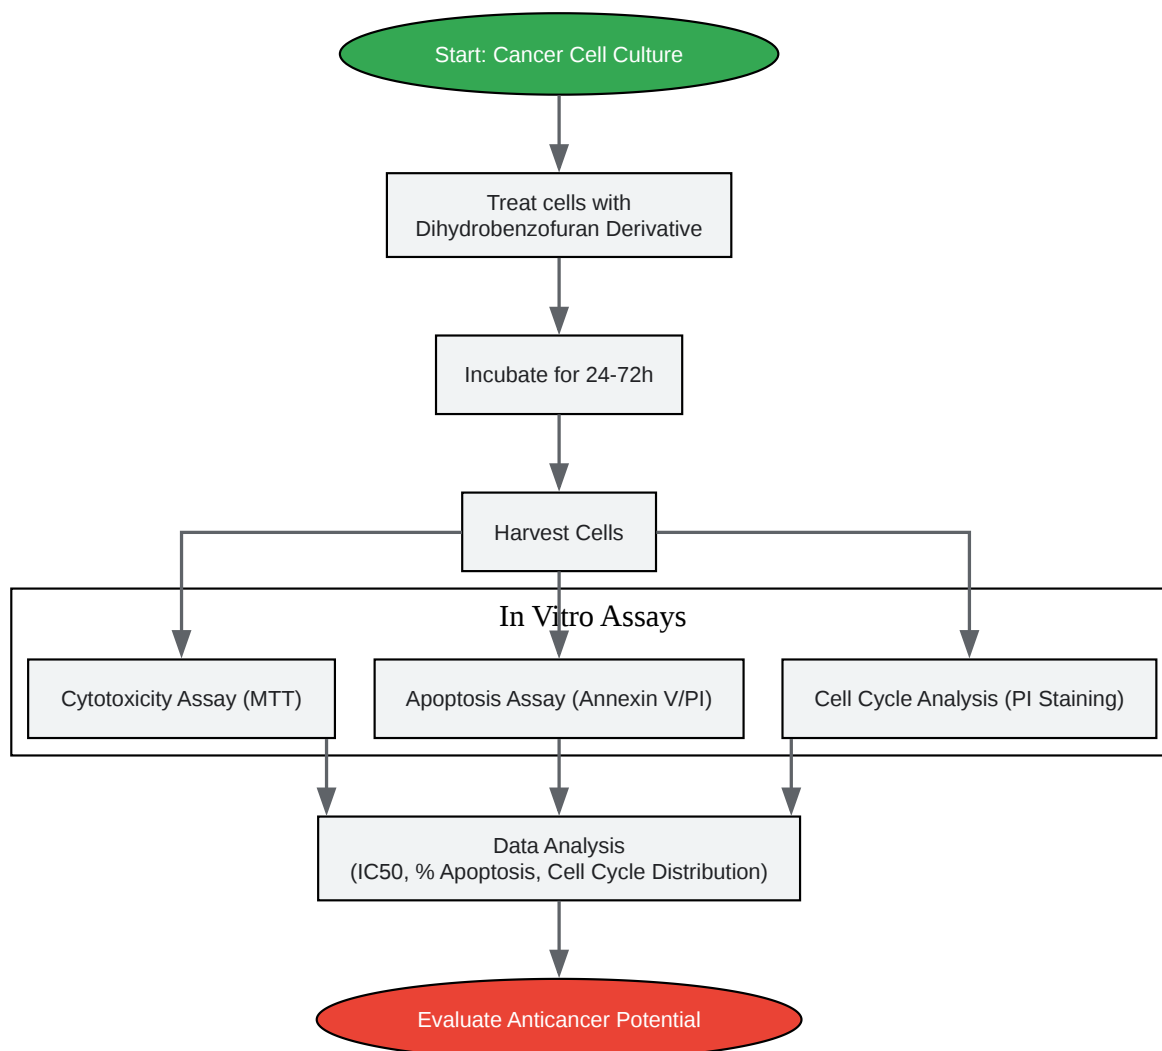 Start: Cancer Cell Culture
Treat cells with
Dihydrobenzofuran Derivative
Incubate for 24-72h
Harvest Cells
In Vitro Assays
Cytotoxicity Assay (MTT)
Apoptosis Assay (Annexin V/PI)
Cell Cycle Analysis (PI Staining)
Data Analysis
(IC50, % Apoptosis, Cell Cycle Distribution)
Evaluate Anticancer Potential